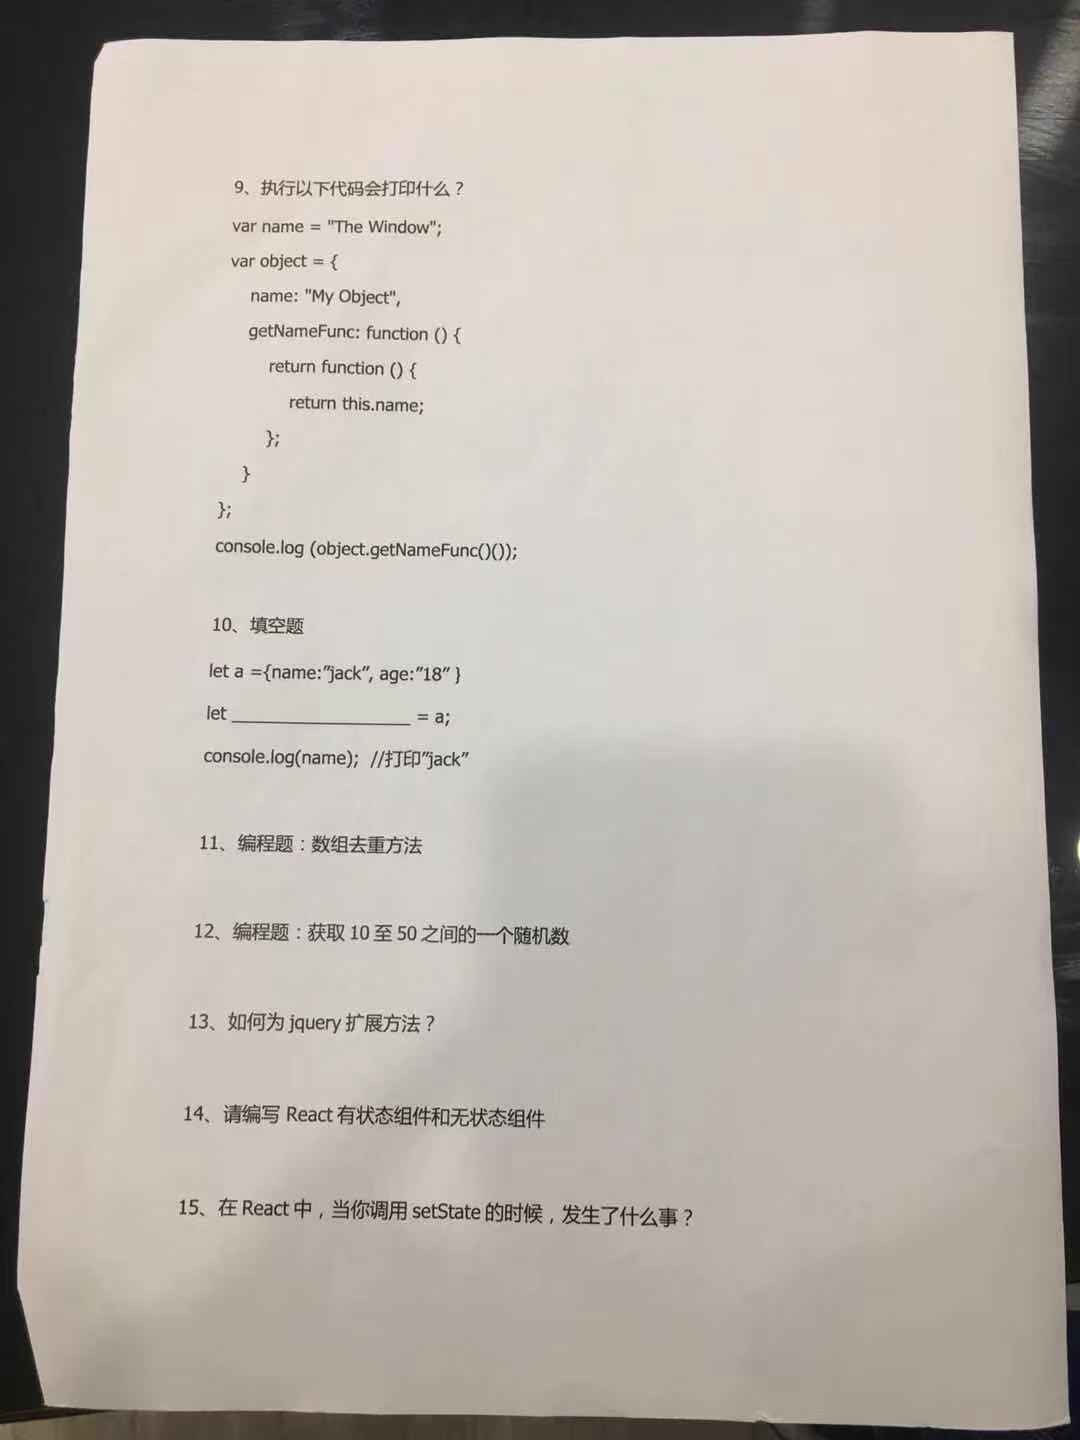 9、执行以下代码会打印什么？
var name = "The Window";
var object = {
name: "My Object",
getNameFunc: function () {
return function () {
return this.name;
};
}
};
console.log (object.getNameFunc()());
10、填空题
let a ={name:”jack”, age:”18” }
let ___________________ = a;
console.log(name); //打印”jack”
11、编程题：数组去重方法
12、编程题：获取 10 至 50 之间的一个随机数
13、如何为 jquery 扩展方法？
14、请编写 React 有状态组件和无状态组件
15、在 React 中，当你调用 setState 的时候，发生了什么事？